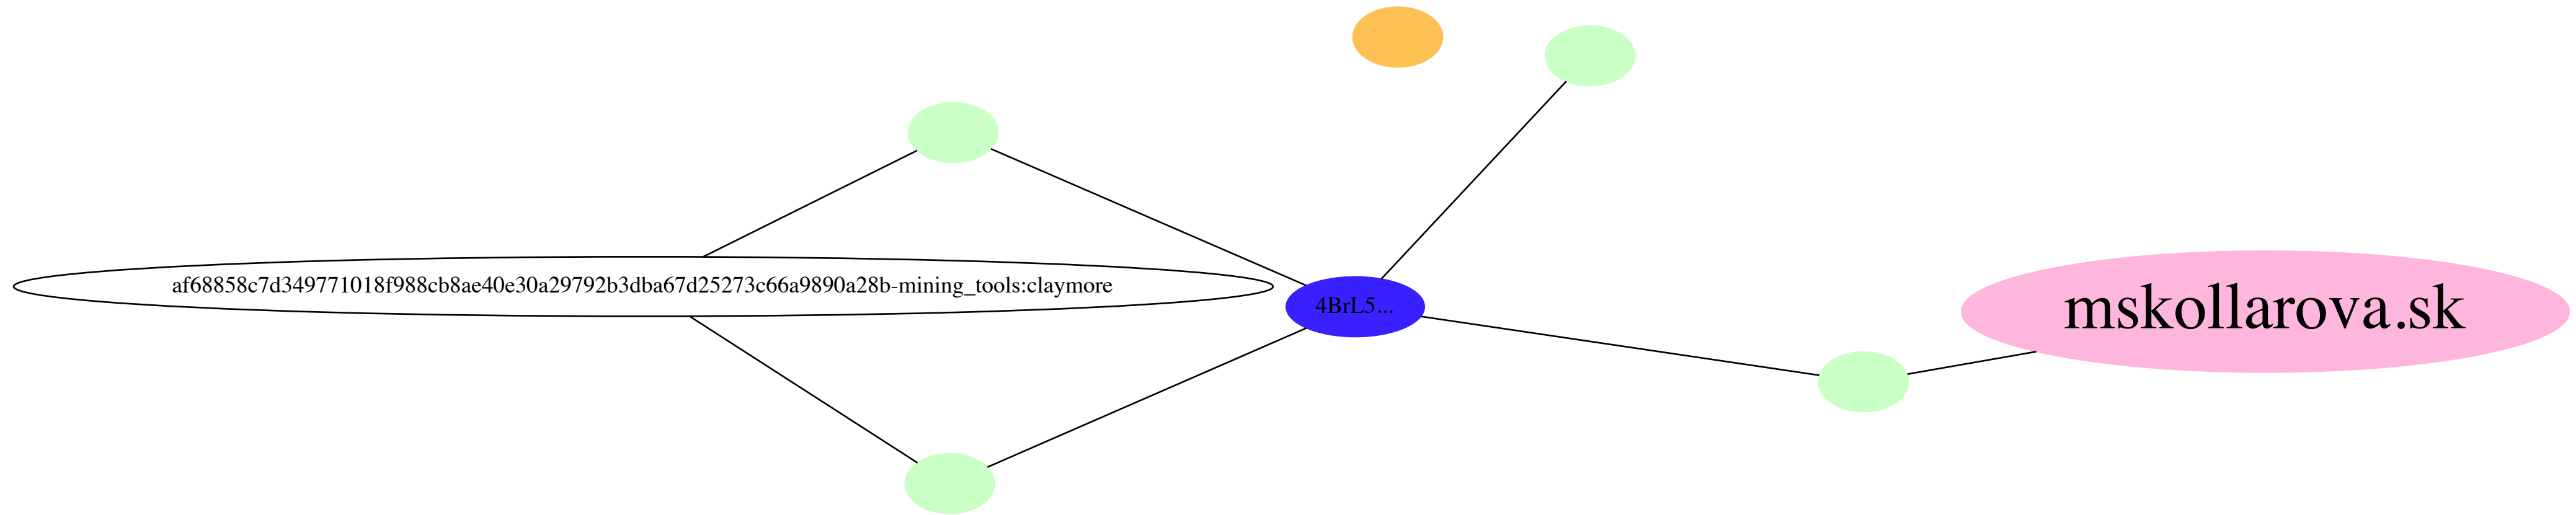 af68858c7d349771018f988cb8ae40e30a29792b3dba67d25273c66a9890a28b-mining_tools:claymore
4BrL5...
mskollarova.sk